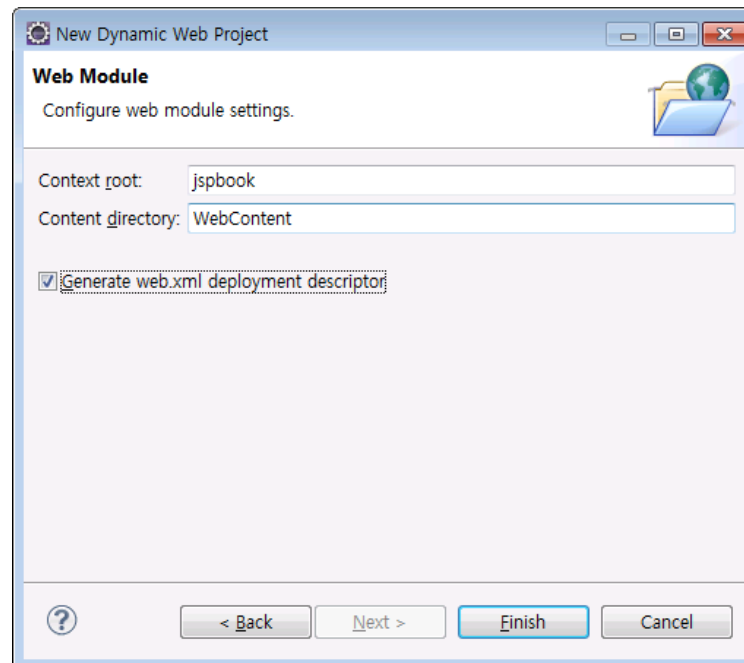 New Dynamic Web Project
Web Module
Configure web module settings.
Context root: jspbook
Content directory: WebContent
Generate web.xml deployment descriptor
? < Back Next > Finish Cancel